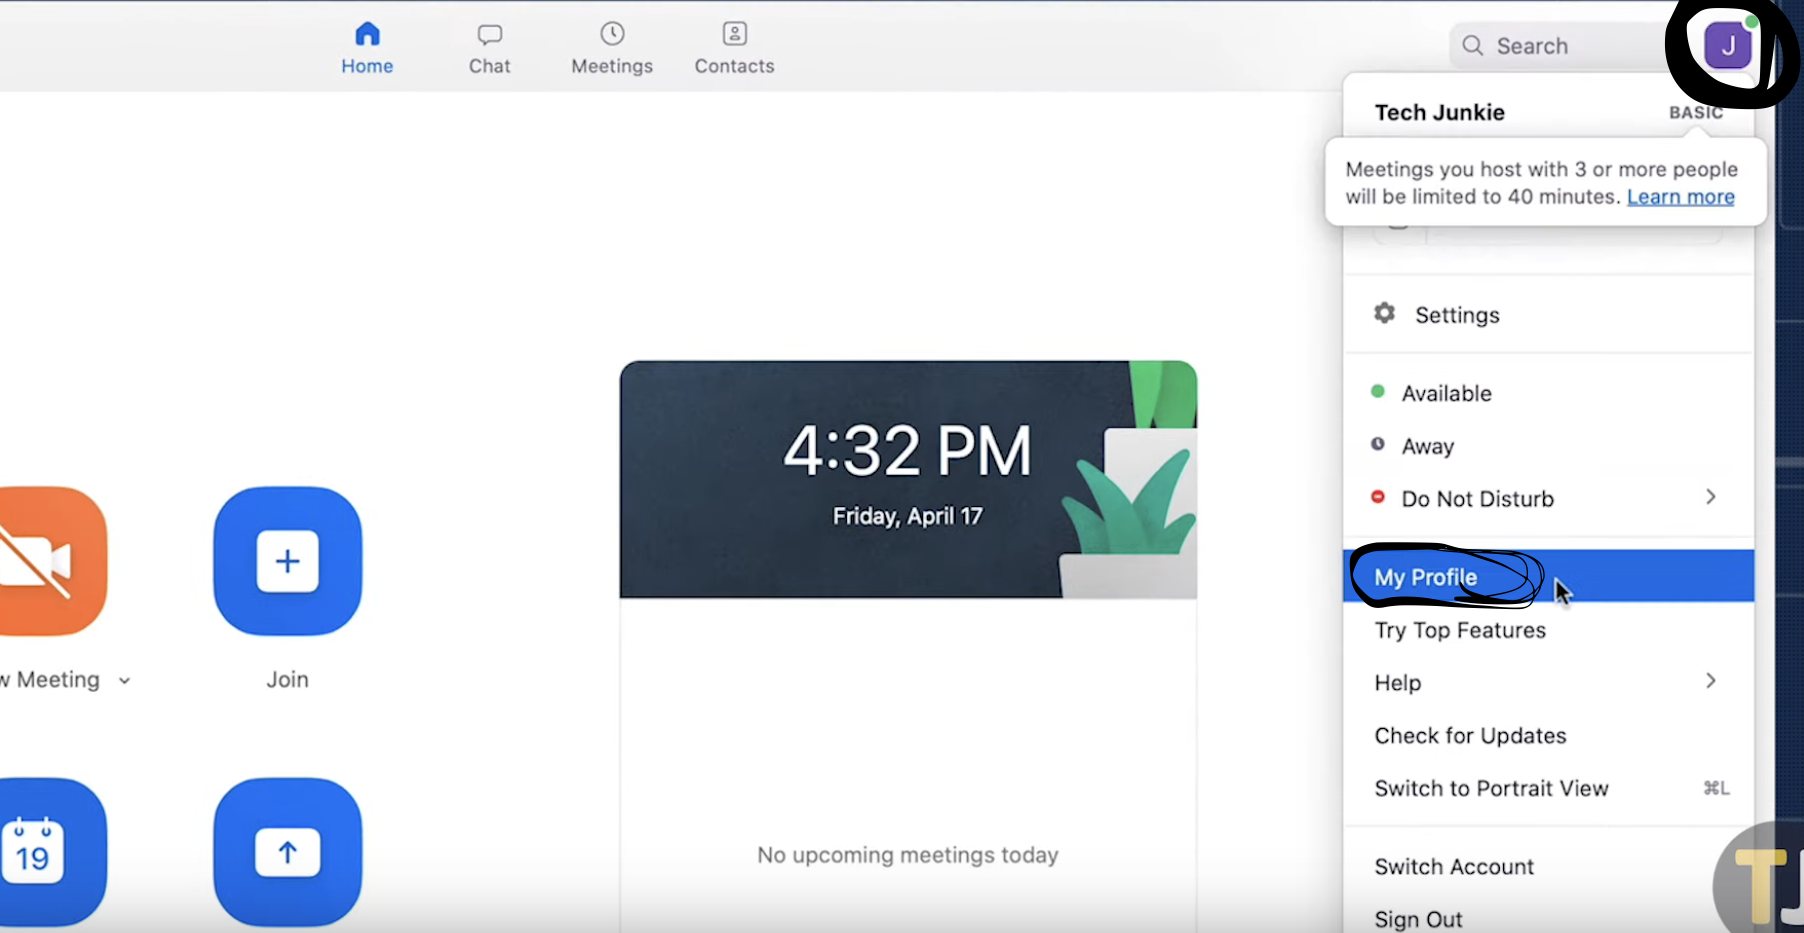 Home
Chat
Meetings
Contacts
Search
J
Tech Junkie
BASIC
Meetings you host with 3 or more people
will be limited to 40 minutes. Learn more
Settings
Available
Away
Do Not Disturb
My Profile
Try Top Features
Help
Check for Updates
Switch to Portrait View
⌘L
Switch Account
Sign Out
4:32 PM
Friday, April 17
No upcoming meetings today
w Meeting
Join
19
TJ